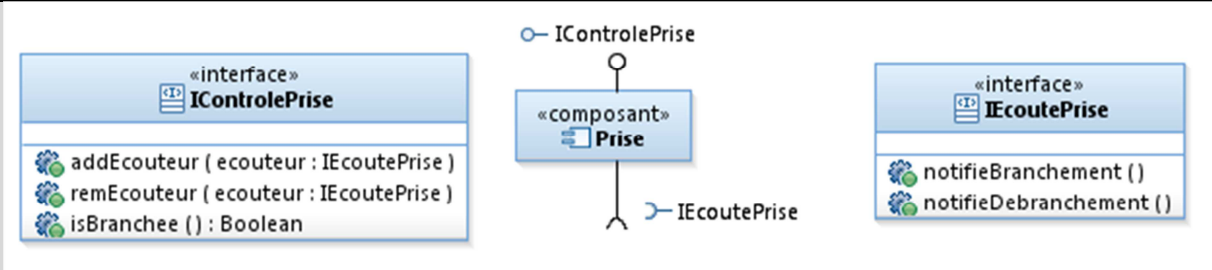 «interface»
IControlePrise
addEcouteur ( ecouteur : IEcoutePrise )
remEcouteur ( ecouteur : IEcoutePrise )
isBranchee () : Boolean
IControlePrise
«composant»
Prise
IEcoutePrise
«interface»
IEcoutePrise
notifieBranchement ()
notifieDebranchement ()